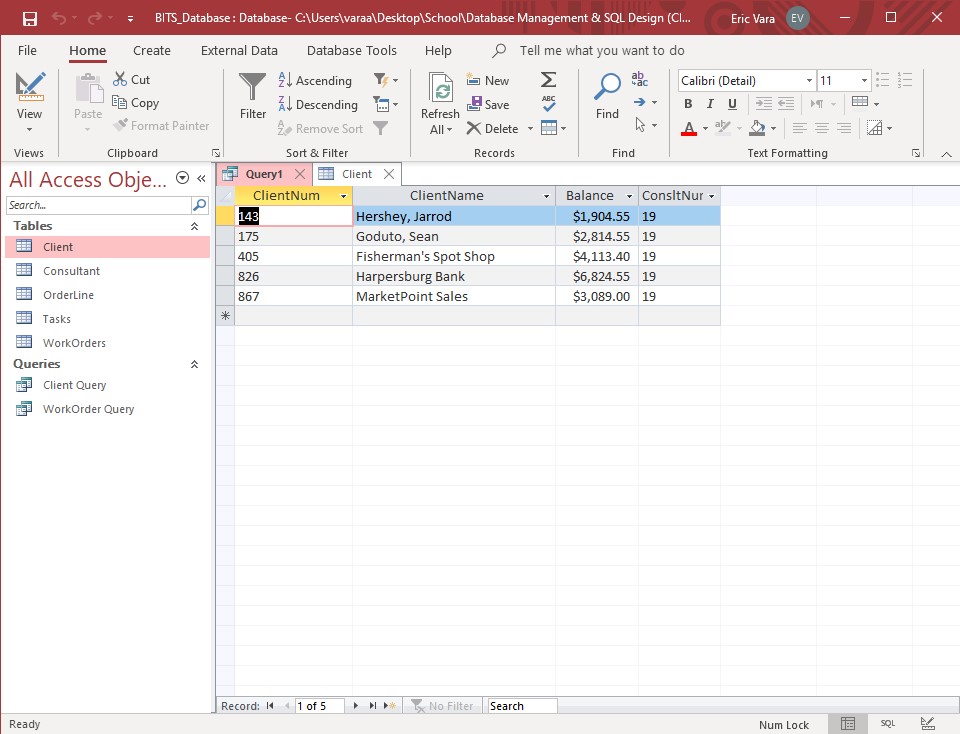 BITS_Database : Database- C:\Users\varaa\Desktop\School\Database Management & SQL Design (Cl... Eric Vara EV
File Home Create External Data Database Tools Help Tell me what you want to do
View
Views
Paste
Cut
Copy
Format Painter
Clipboard
Filter
Ascending
Descending
Remove Sort
Sort & Filter
Refresh All
New
Save
Delete
Records
Find
Find
Calibri (Detail) 11
B I U
Text Formatting
All Access Obje...
Search...
Tables
Client
Consultant
OrderLine
Tasks
WorkOrders
Queries
Client Query
WorkOrder Query
Query1 Client
ClientNum ClientName Balance ConsltNur
143 Hershey, Jarrod $1,904.55 19
175 Goduto, Sean $2,814.55 19
405 Fisherman's Spot Shop $4,113.40 19
826 Harpersburg Bank $6,824.55 19
867 MarketPoint Sales $3,089.00 19
Record: 1 of 5 No Filter Search
Ready Num Lock SQL